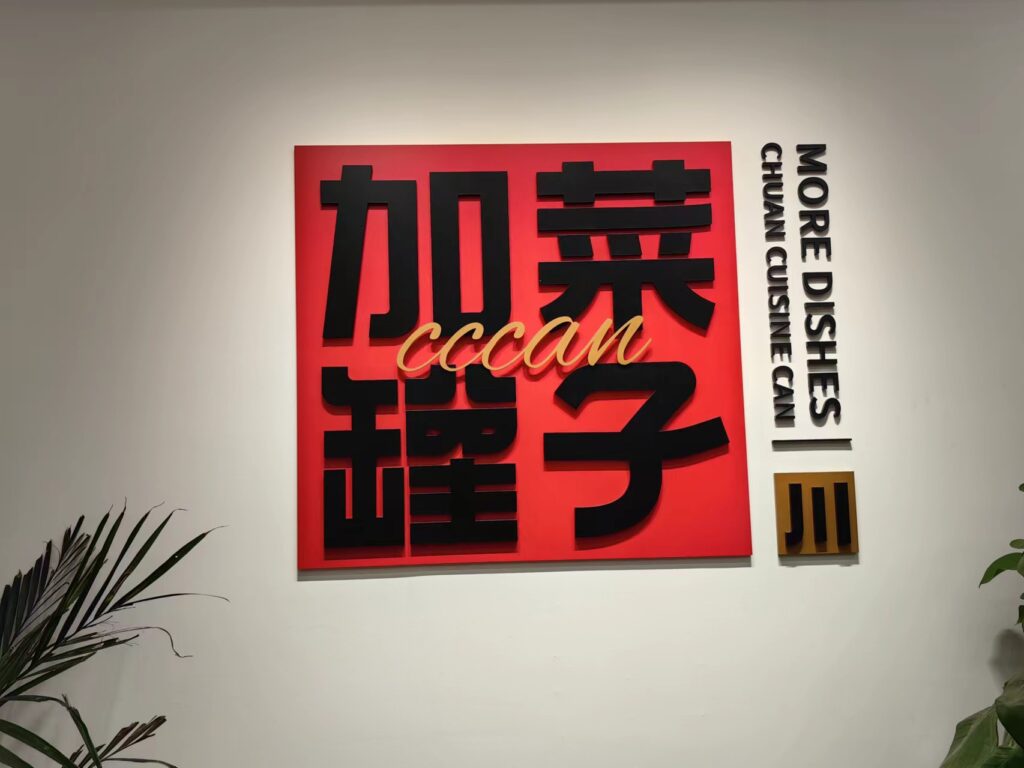 加菜
cccan
罐子
MORE DISHES
CHUAN CUISINE CAN
川